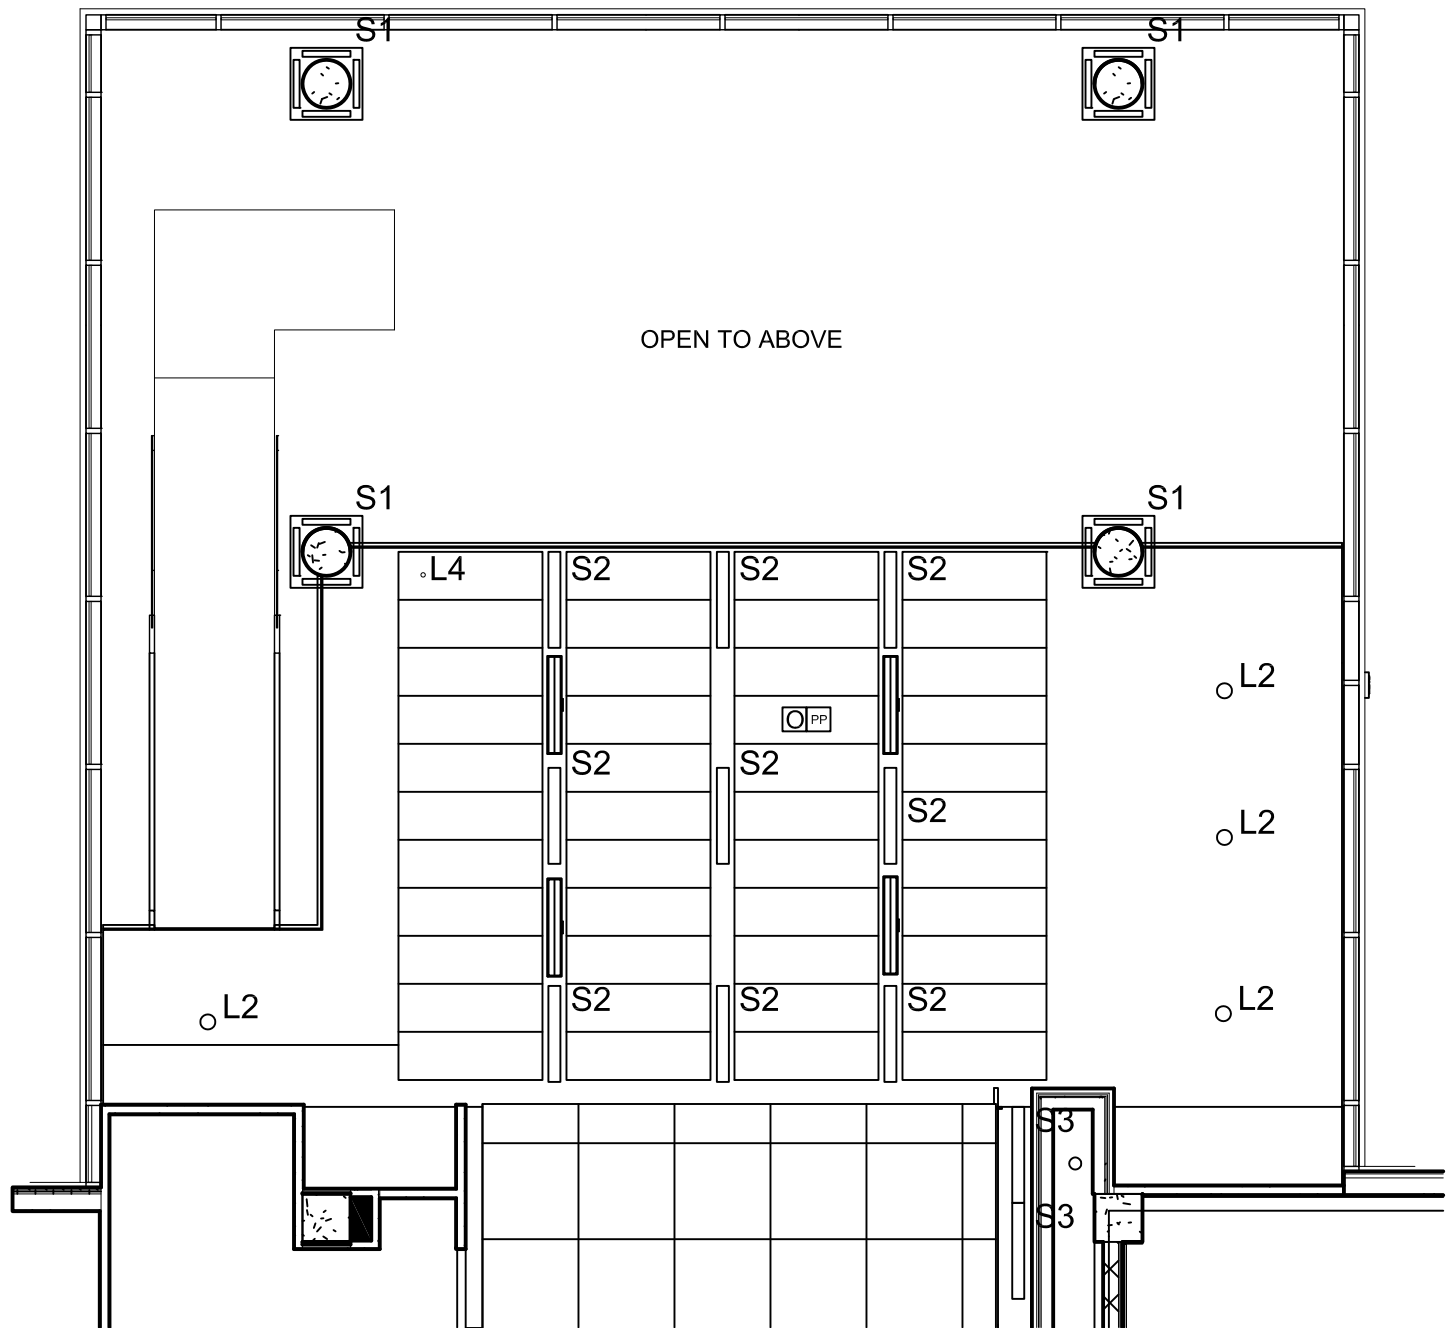 S1 S1
OPEN TO ABOVE
S1 S1
L4 S2 S2 S2
L2
O PP
S2 S2
S2
L2
S2 S2 S2
L2 L2
S3
S3